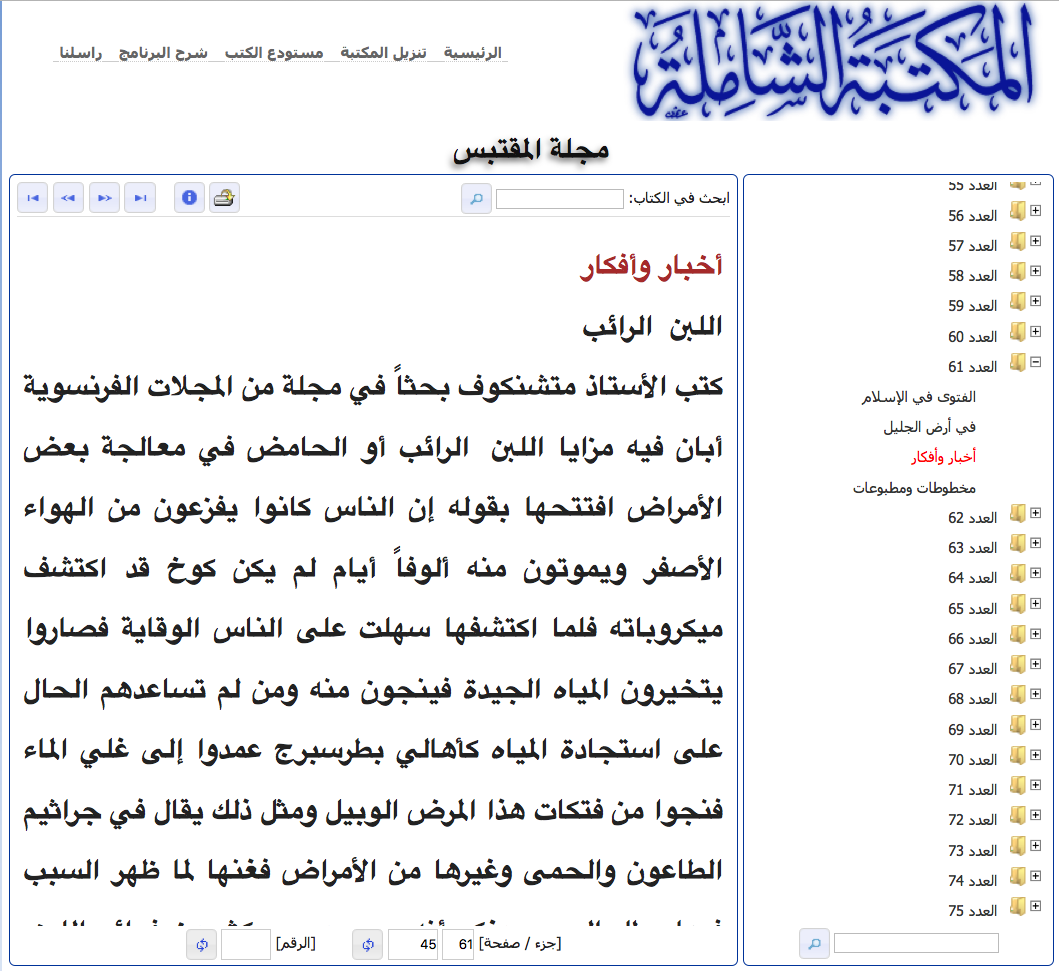 المكتبة الشاملة
الرئيسية تنزيل المكتبة مستودع الكتب شرح البرنامج راسلنا
مجلة المقتبس
ابحث في الكتاب:
أخبار وأفكار
اللبن الرائب
كتب الأستاذ متشنكوف بحثاً في مجلة من المجلات الفرنسوية
أبان فيه مزايا اللبن الرائب أو الحامض في معالجة بعض
الأمراض افتتحها بقوله إن الناس كانوا يفزعون من الهواء
الأصفر ويموتون منه ألوفاً أيام لم يكن كوخ قد اكتشف
ميكروباته فلما اكتشفها سهلت على الناس الوقاية فصاروا
يتخيرون المياه الجيدة فينجون منه ومن لم تساعدهم الحال
على استجادة المياه كأهالي بطرسبرج عمدوا إلى غلي الماء
فنجوا من فتكات هذا المرض الوبيل ومثل ذلك يقال في جراثيم
الطاعون والحمى وغيرها من الأمراض فغنها لما ظهر السبب
[جزء / صفحة] 61 45 [الرقم]
العدد 55
العدد 56
العدد 57
العدد 58
العدد 59
العدد 60
العدد 61
الفتوى في الإسلام
في أرض الجليل
أخبار وأفكار
مخطوطات ومطبوعات
العدد 62
العدد 63
العدد 64
العدد 65
العدد 66
العدد 67
العدد 68
العدد 69
العدد 70
العدد 71
العدد 72
العدد 73
العدد 74
العدد 75